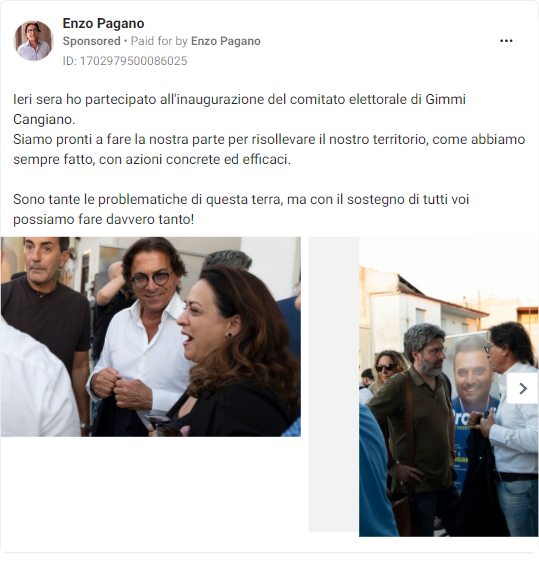 Enzo Pagano
Sponsored • Paid for by Enzo Pagano
ID: 1702979500086025
Ieri sera ho partecipato all'inaugurazione del comitato elettorale di Gimmi
Cangiano.
Siamo pronti a fare la nostra parte per risollevare il nostro territorio, come abbiamo
sempre fatto, con azioni concrete ed efficaci.
Sono tante le problematiche di questa terra, ma con il sostegno di tutti voi
possiamo fare davvero tanto!